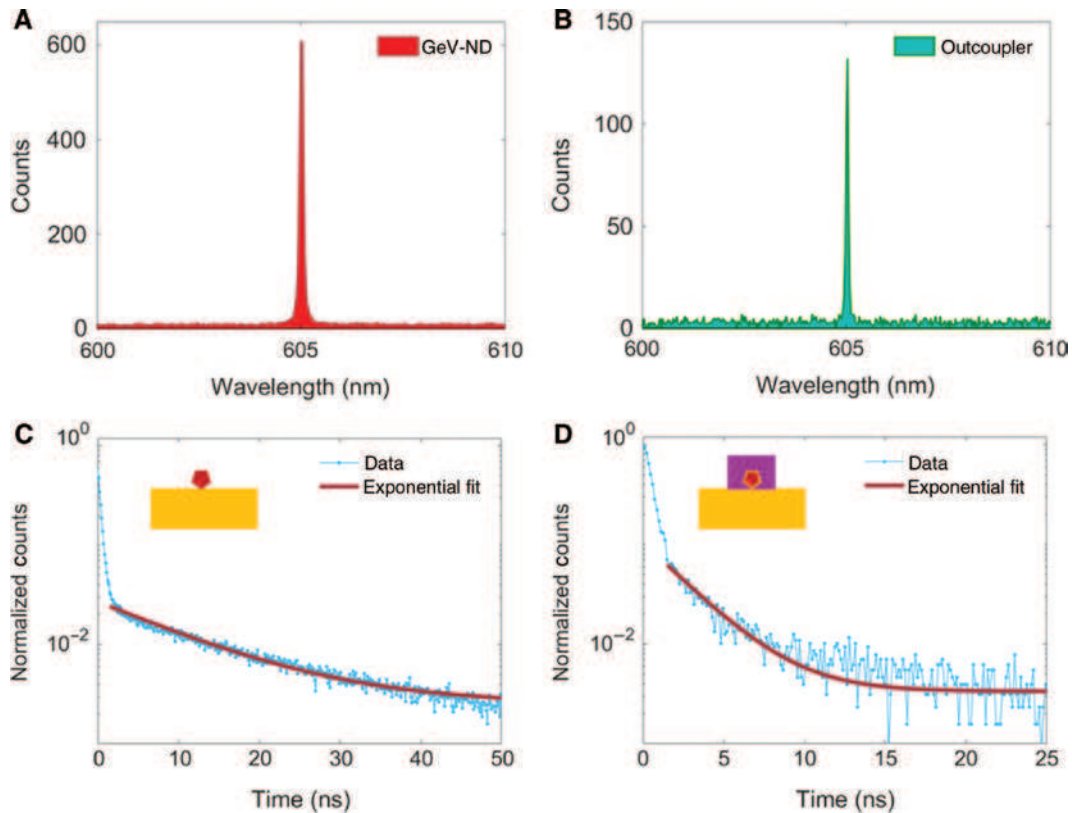 A
600
400
200
0
Counts
GeV-ND
600
605
610
Wavelength (nm)
B
150
100
50
0
Counts
Outcoupler
600
605
610
Wavelength (nm)
C
10^0
10^-2
Normalized counts
Data
Exponential fit
0
10
20
30
40
50
Time (ns)
D
10^0
10^-2
Normalized counts
Data
Exponential fit
0
5
10
15
20
25
Time (ns)